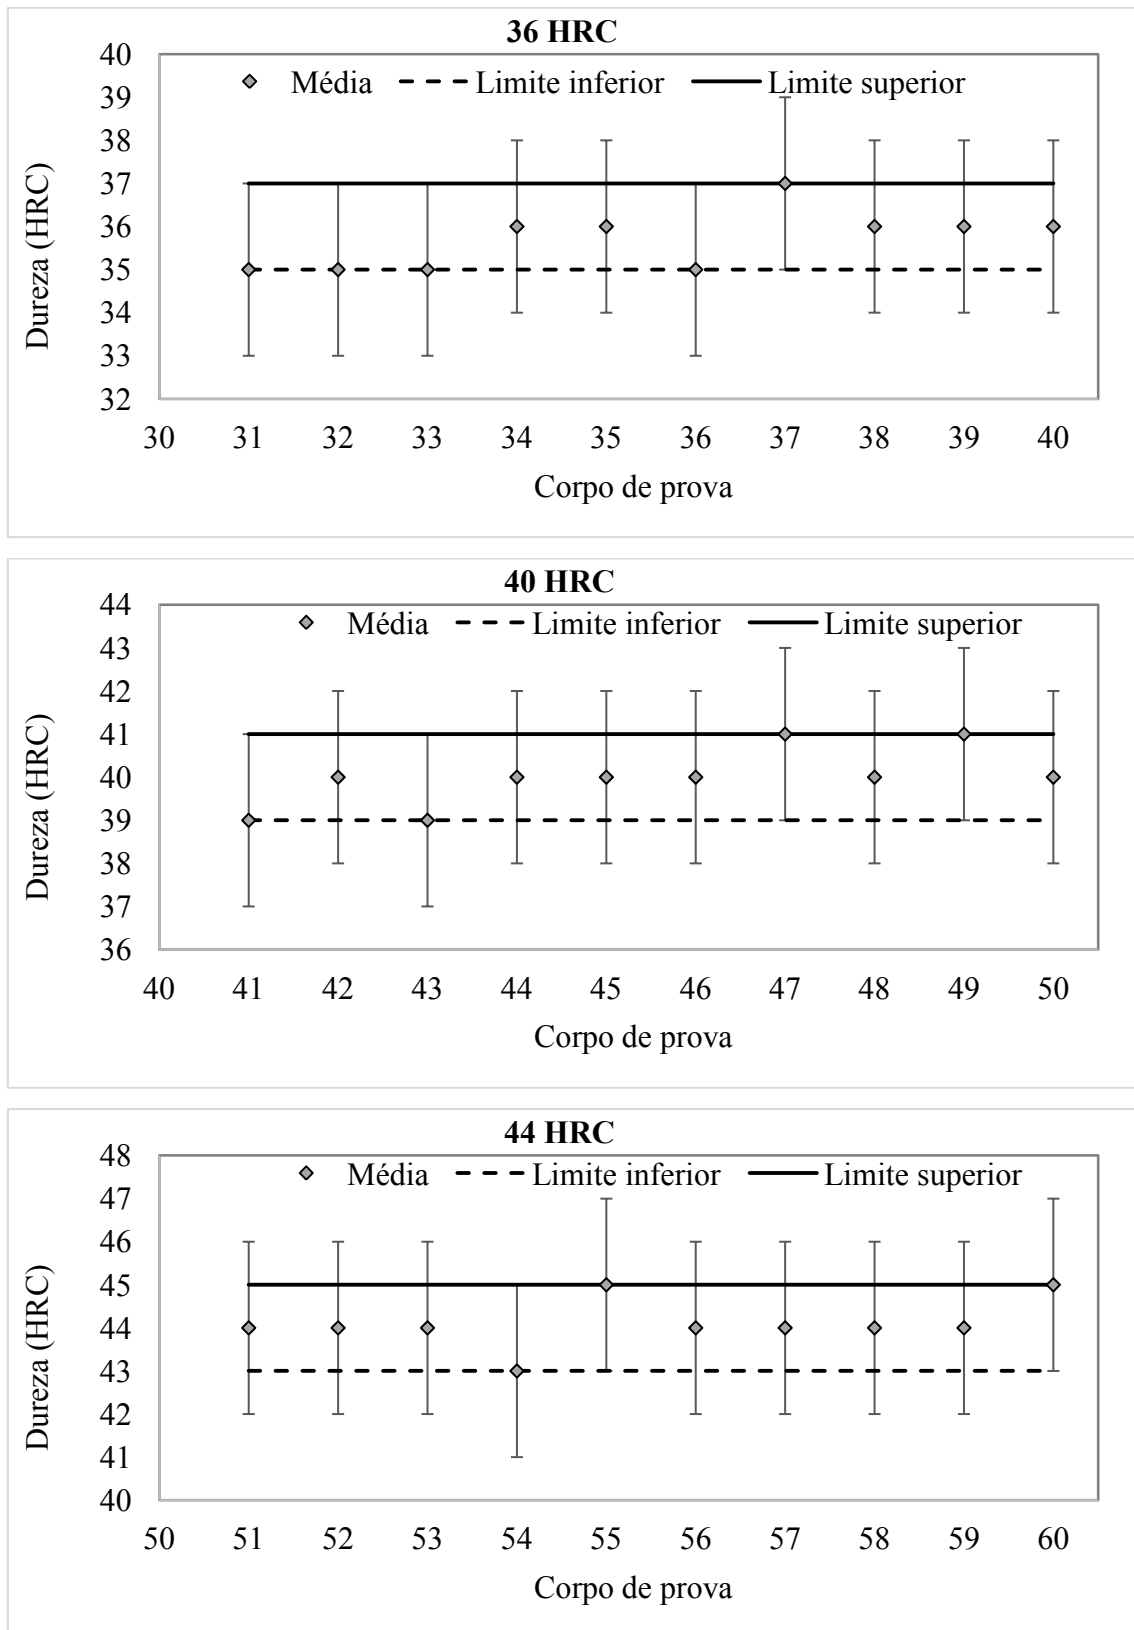 36 HRC
Média Limite inferior Limite superior
40
39
38
37
36
35
34
33
32
Dureza (HRC)
30 31 32 33 34 35 36 37 38 39 40
Corpo de prova
40 HRC
Média Limite inferior Limite superior
44
43
42
41
40
39
38
37
36
Dureza (HRC)
40 41 42 43 44 45 46 47 48 49 50
Corpo de prova
44 HRC
Média Limite inferior Limite superior
48
47
46
45
44
43
42
41
40
Dureza (HRC)
50 51 52 53 54 55 56 57 58 59 60
Corpo de prova